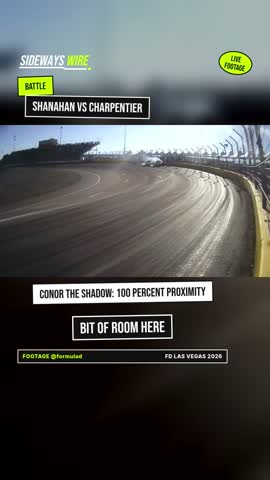 SIDEWAYS WIRE
LIVE
FOOTAGE
BATTLE
SHANAHAN VS CHARPENTIER
CONOR THE SHADOW: 100 PERCENT PROXIMITY
BIT OF ROOM HERE
FOOTAGE @formulad
FD LAS VEGAS 2026